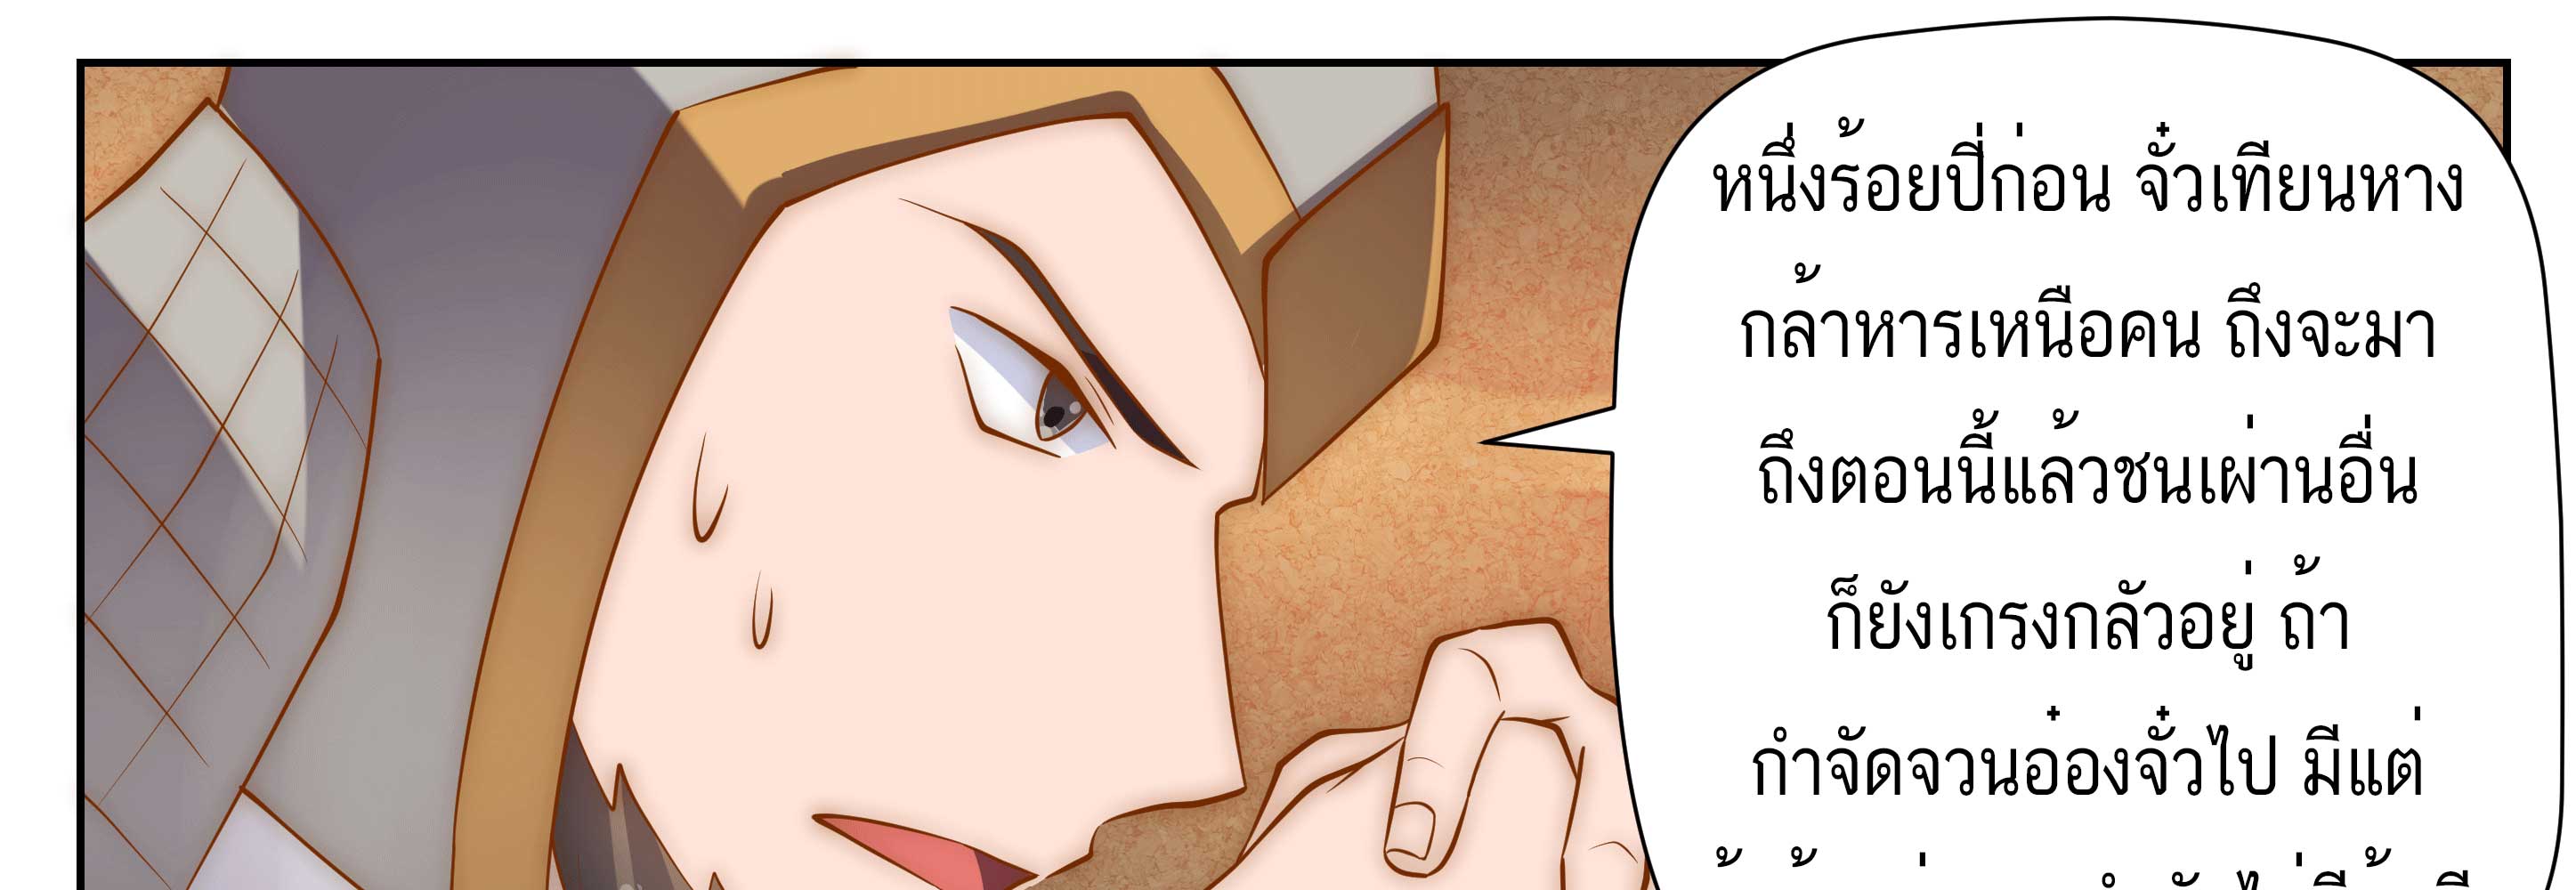 หนึ่งร้อยปี่ก่อน จั๋วเทียนหาง
กล้าหารเหนือคน ถึงจะมา
ถึงตอนนี้แล้วชนเผ่านอื่น
ก็ยังเกรงกลัวอยู่ ถ้า
กำจัดจวนอ๋องจั๋วไป มีแต่